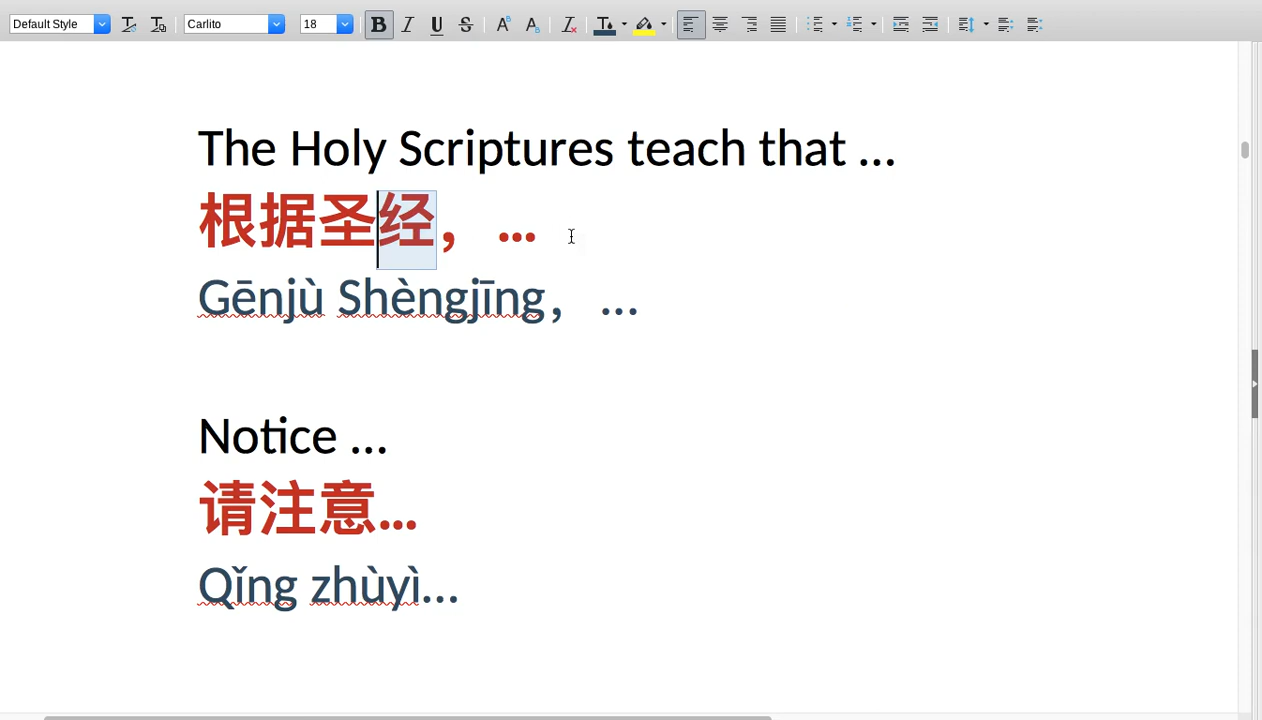 Default Style Carlito 18
The Holy Scriptures teach that ...
根据圣经，...
Gēnjù Shèngjīng，...
Notice ...
请注意...
Qǐng zhùyì...